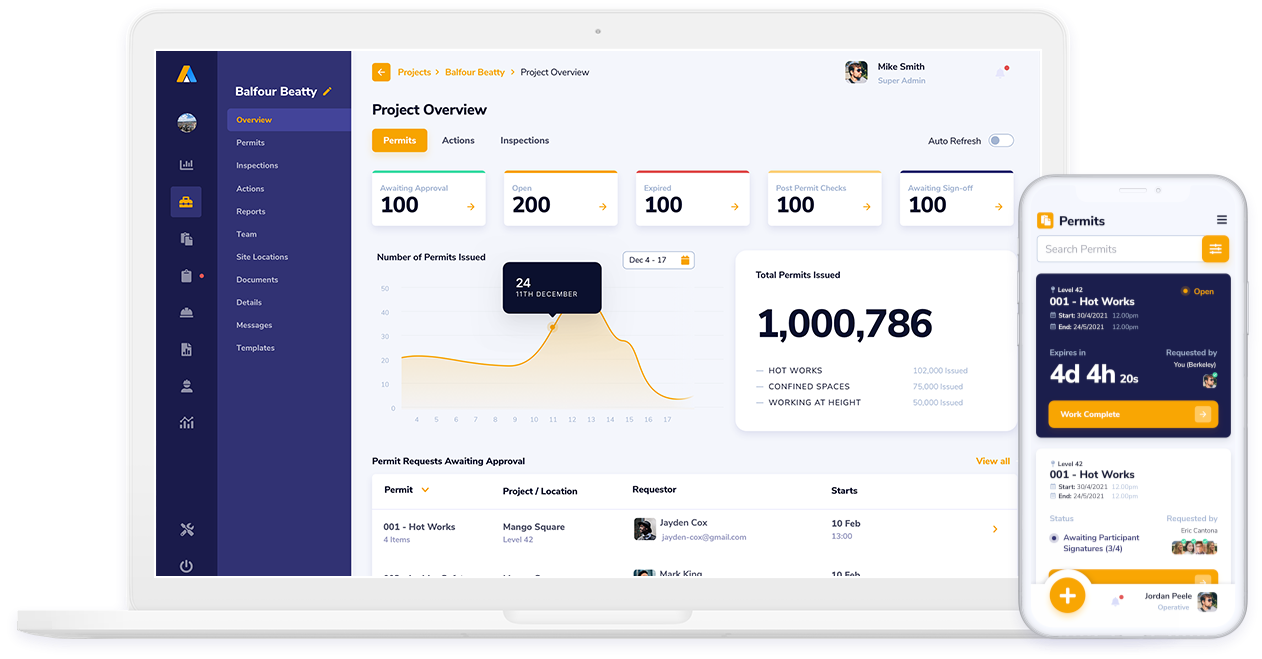 Balfour Beatty
Overview
Permits
Inspections
Actions
Reports
Team
Site Locations
Documents
Details
Messages
Templates
Projects > Balfour Beatty > Project Overview
Mike Smith
Super Admin
Project Overview
Permits Actions Inspections
Auto Refresh
Awaiting Approval
100
Open
200
Expired
100
Post Permit Checks
100
Awaiting Sign-off
100
Number of Permits Issued
Dec 4 - 17
24
11TH DECEMBER
50
40
30
20
10
0
4 5 6 7 8 9 10 11 12 13 14 15 16 17
Total Permits Issued
1,000,786
— HOT WORKS 102,000 Issued
— CONFINED SPACES 75,000 Issued
— WORKING AT HEIGHT 50,000 Issued
Permit Requests Awaiting Approval View all
Permit Project / Location Requestor Starts
001 - Hot Works Mango Square Jayden Cox 10 Feb
4 Items Level 42 jayden-cox@gmail.com 13:00
Mark King 10 Feb
Permits
Search Permits
Level 42
001 - Hot Works Open
Start: 30/4/2021 12.00pm
End: 24/5/2021 12.00pm
Expires in Requested by
4d 4h 20s You (Berkeley)
Work Complete
Level 42
001 - Hot Works
Start: 30/4/2021 12.00pm
End: 24/5/2021 12.00pm
Status Requested by
Eric Cantona
Awaiting Participant
Signatures (3/4)
Jordan Peele
Operative